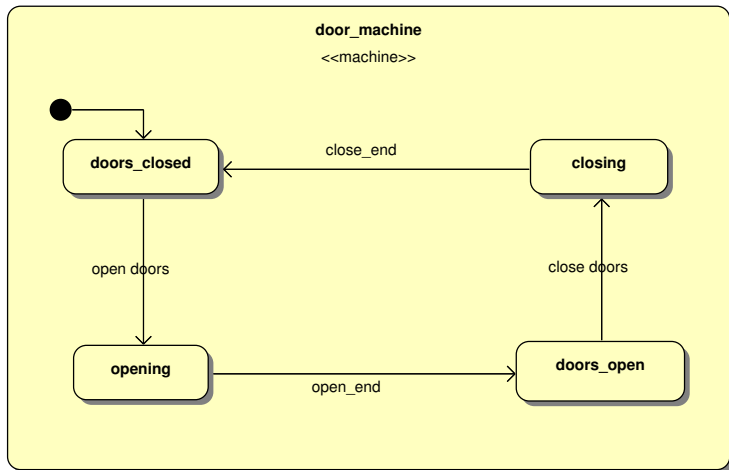 door_machine
<<machine>>
close_end
doors_closed
closing
open doors
close doors
opening
doors_open
open_end